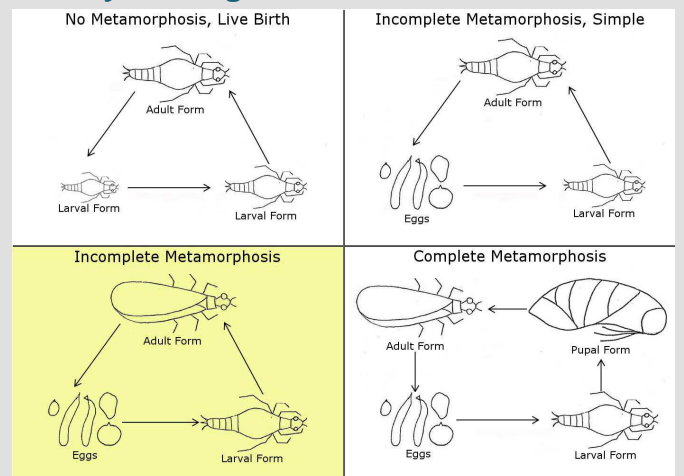 No Metamorphosis, Live Birth
Adult Form
Larval Form
Larval Form
Incomplete Metamorphosis, Simple
Adult Form
Eggs
Larval Form
Incomplete Metamorphosis
Adult Form
Eggs
Larval Form
Complete Metamorphosis
Adult Form
Pupal Form
Eggs
Larval Form